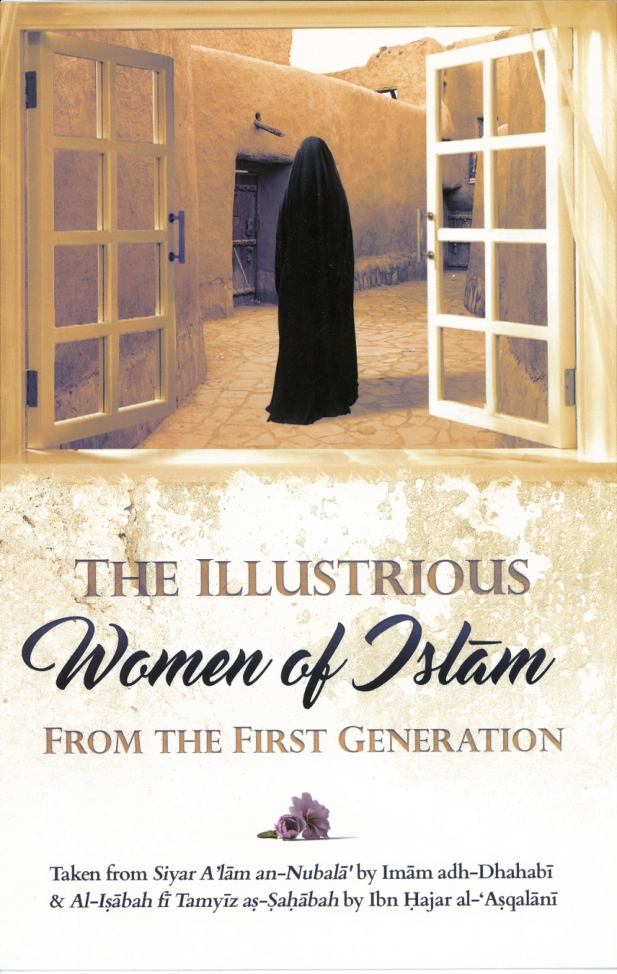 THE ILLUSTRIOUS
Women of Islām
FROM THE FIRST GENERATION
Taken from Siyar A'lām an-Nubalā' by Imām adh-Dhahabī
& Al-Iṣābah fī Tamyīz aṣ-Ṣaḥābah by Ibn Ḥajar al-‘Asqalānī